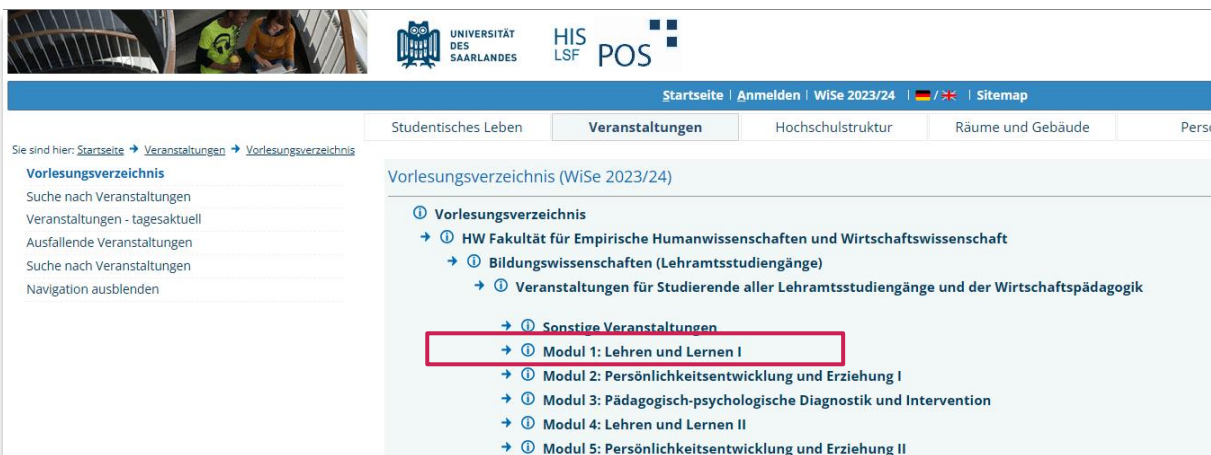 UNIVERSITÄT
DES
SAARLANDES
HIS
LSF POS
Startseite | Anmelden | WiSe 2023/24 | / | Sitemap
Studentisches Leben Veranstaltungen Hochschulstruktur Räume und Gebäude Perso
Sie sind hier: Startseite → Veranstaltungen → Vorlesungsverzeichnis
Vorlesungsverzeichnis
Suche nach Veranstaltungen
Veranstaltungen - tagesaktuell
Ausfallende Veranstaltungen
Suche nach Veranstaltungen
Navigation ausblenden
Vorlesungsverzeichnis (WiSe 2023/24)
Vorlesungsverzeichnis
HW Fakultät für Empirische Humanwissenschaften und Wirtschaftswissenschaft
Bildungswissenschaften (Lehramtsstudiengänge)
Veranstaltungen für Studierende aller Lehramtsstudiengänge und der Wirtschaftspädagogik
Sonstige Veranstaltungen
Modul 1: Lehren und Lernen I
Modul 2: Persönlichkeitsentwicklung und Erziehung I
Modul 3: Pädagogisch-psychologische Diagnostik und Intervention
Modul 4: Lehren und Lernen II
Modul 5: Persönlichkeitsentwicklung und Erziehung II